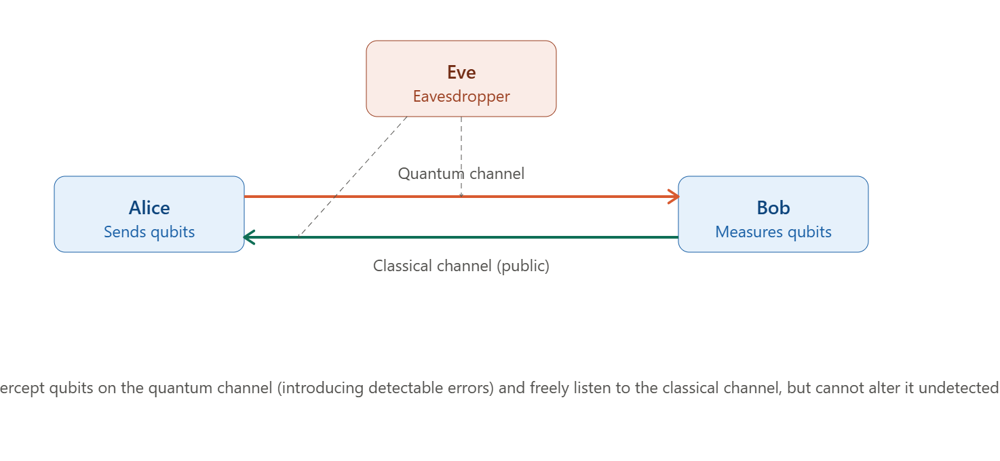 Eve
Eavesdropper
Quantum channel
Alice
Sends qubits
Bob
Measures qubits
Classical channel (public)
ercept qubits on the quantum channel (introducing detectable errors) and freely listen to the classical channel, but cannot alter it undetected